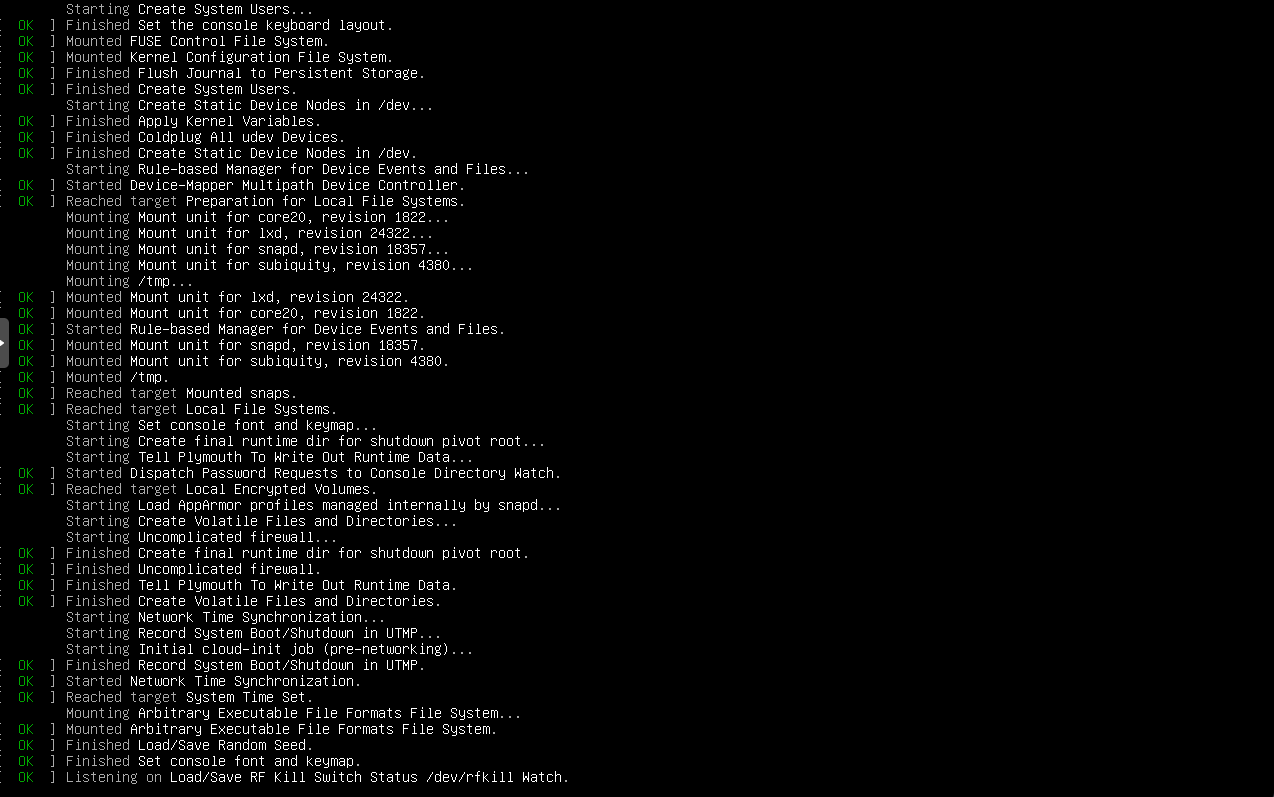 Starting Create System Users...
[  OK  ] Finished Set the console keyboard layout.
[  OK  ] Mounted FUSE Control File System.
[  OK  ] Mounted Kernel Configuration File System.
[  OK  ] Finished Flush Journal to Persistent Storage.
[  OK  ] Finished Create System Users.
Starting Create Static Device Nodes in /dev...
[  OK  ] Finished Apply Kernel Variables.
[  OK  ] Finished Coldplug All udev Devices.
[  OK  ] Finished Create Static Device Nodes in /dev.
Starting Rule-based Manager for Device Events and Files...
[  OK  ] Started Device-Mapper Multipath Device Controller.
[  OK  ] Reached target Preparation for Local File Systems.
Mounting Mount unit for core20, revision 1822...
Mounting Mount unit for lxd, revision 24322...
Mounting Mount unit for snapd, revision 18357...
Mounting Mount unit for subiquity, revision 4380...
Mounting /tmp...
[  OK  ] Mounted Mount unit for lxd, revision 24322.
[  OK  ] Mounted Mount unit for core20, revision 1822.
[  OK  ] Started Rule-based Manager for Device Events and Files.
[  OK  ] Mounted Mount unit for snapd, revision 18357.
[  OK  ] Mounted Mount unit for subiquity, revision 4380.
[  OK  ] Mounted /tmp.
[  OK  ] Reached target Mounted snaps.
[  OK  ] Reached target Local File Systems.
Starting Set console font and keymap...
Starting Create final runtime dir for shutdown pivot root...
Starting Tell Plymouth To Write Out Runtime Data...
[  OK  ] Started Dispatch Password Requests to Console Directory Watch.
[  OK  ] Reached target Local Encrypted Volumes.
Starting Load AppArmor profiles managed internally by snapd...
Starting Create Volatile Files and Directories...
Starting Uncomplicated firewall...
[  OK  ] Finished Create final runtime dir for shutdown pivot root.
[  OK  ] Finished Uncomplicated firewall.
[  OK  ] Finished Tell Plymouth To Write Out Runtime Data.
[  OK  ] Finished Create Volatile Files and Directories.
Starting Network Time Synchronization...
Starting Record System Boot/Shutdown in UTMP...
Starting Initial cloud-init job (pre-networking)...
[  OK  ] Finished Record System Boot/Shutdown in UTMP.
[  OK  ] Started Network Time Synchronization.
[  OK  ] Reached target System Time Set.
Mounting Arbitrary Executable File Formats File System...
[  OK  ] Mounted Arbitrary Executable File Formats File System.
[  OK  ] Finished Load/Save Random Seed.
[  OK  ] Finished Set console font and keymap.
[  OK  ] Listening on Load/Save RF Kill Switch Status /dev/rfkill Watch.